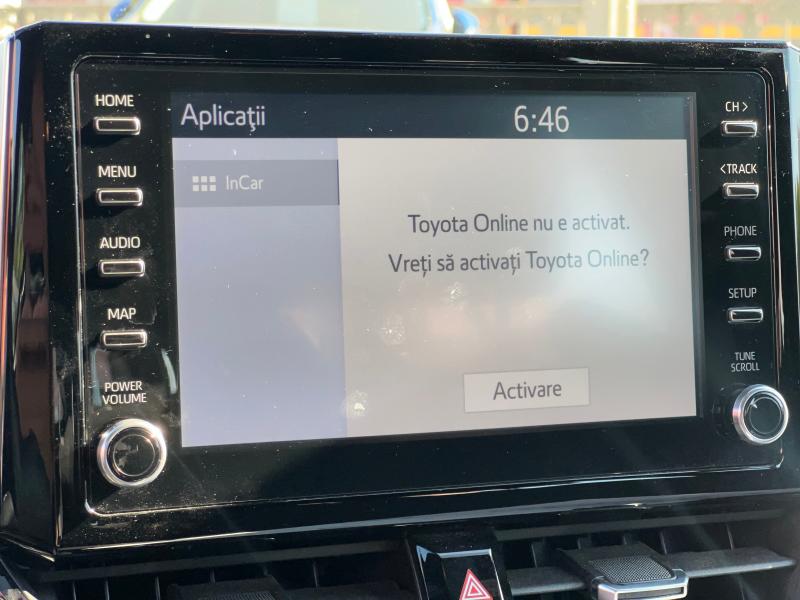 HOME
MENU
AUDIO
MAP
POWER
VOLUME
Aplicaţii
6:46
InCar
Toyota Online nu e activat.
Vreți să activați Toyota Online?
Activare
CH >
< TRACK
PHONE
SETUP
TUNE
SCROLL